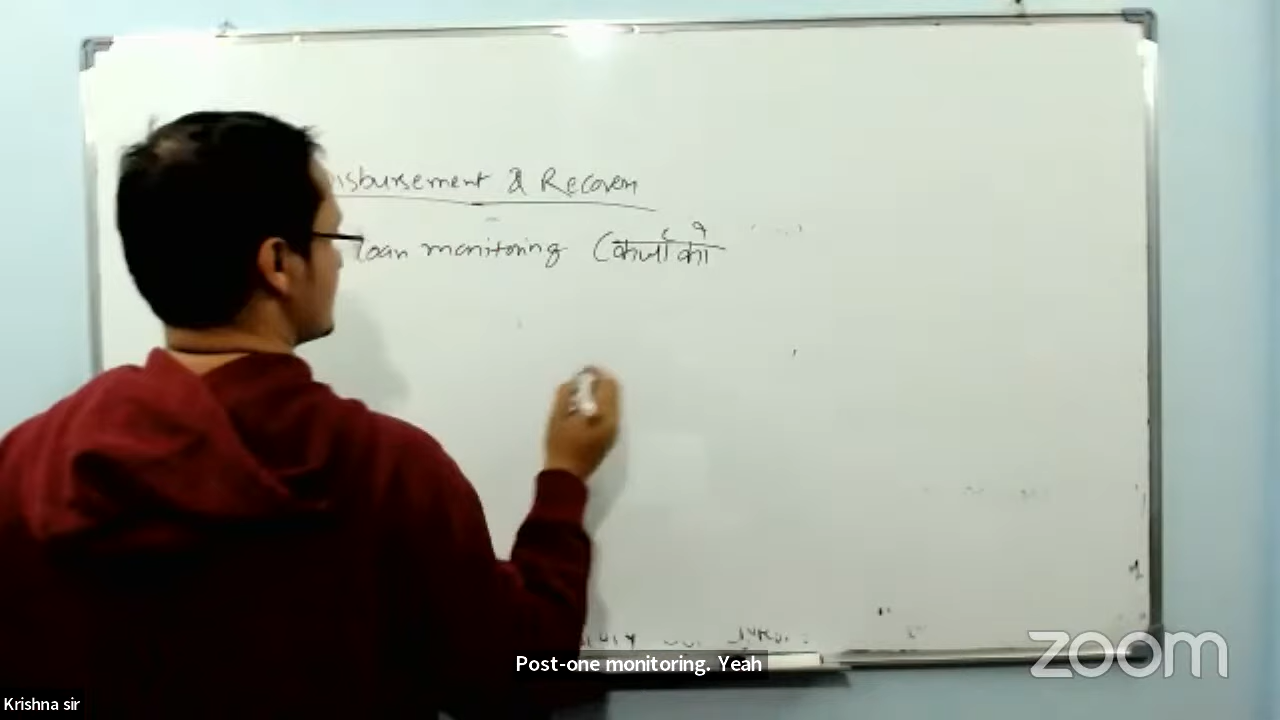 isbursement & Recovery
loan monitoring (कर्जाको
Post-one monitoring. Yeah
zoom
Krishna sir